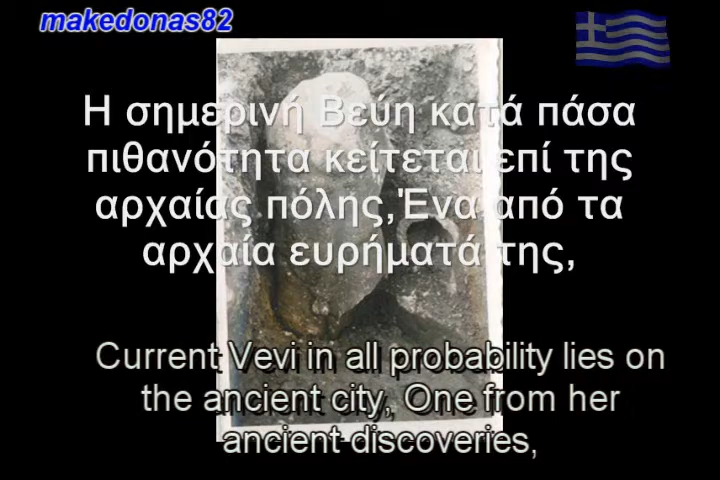 makedonas82
Η σημερινή Βεύη κατά πάσα
πιθανότητα κείτεται επί της
αρχαίας πόλης,Ένα από τα
αρχαία ευρήματά της,
Current Vevi in all probability lies on
the ancient city, One from her
ancient discoveries,